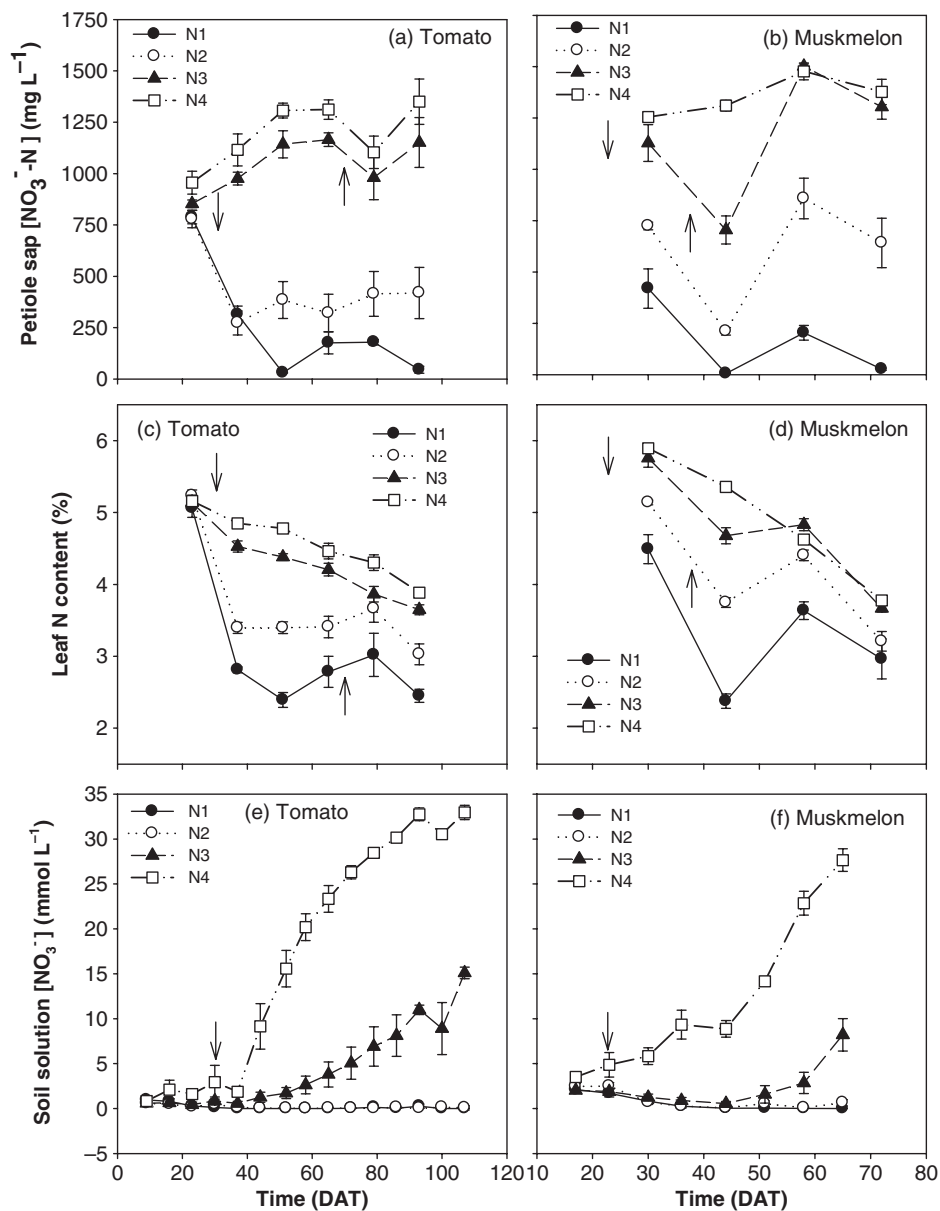 (a) Tomato
N1
N2
N3
N4
Petiole sap [NO3–-N] (mg L–1)
1750
1500
1250
1000
750
500
250
0
(b) Muskmelon
N1
N2
N3
N4
(c) Tomato
N1
N2
N3
N4
Leaf N content (%)
6
5
4
3
2
(d) Muskmelon
N1
N2
N3
N4
(e) Tomato
N1
N2
N3
N4
Soil solution [NO3–] (mmol L–1)
35
30
25
20
15
10
5
0
–5
0 20 40 60 80 100 120
Time (DAT)
(f) Muskmelon
N1
N2
N3
N4
10 20 30 40 50 60 70 80
Time (DAT)